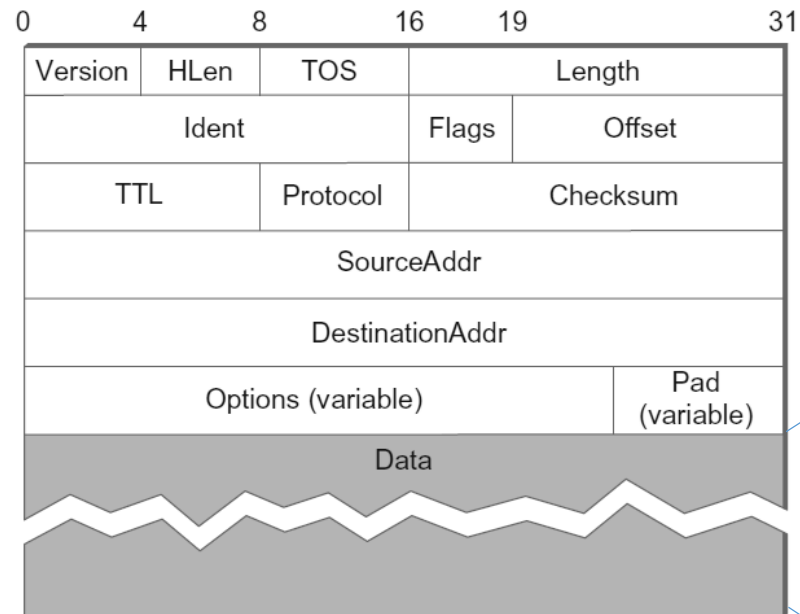 0 4 8 16 19 31
Version HLen TOS Length
Ident Flags Offset
TTL Protocol Checksum
SourceAddr
DestinationAddr
Options (variable) Pad
(variable)
Data